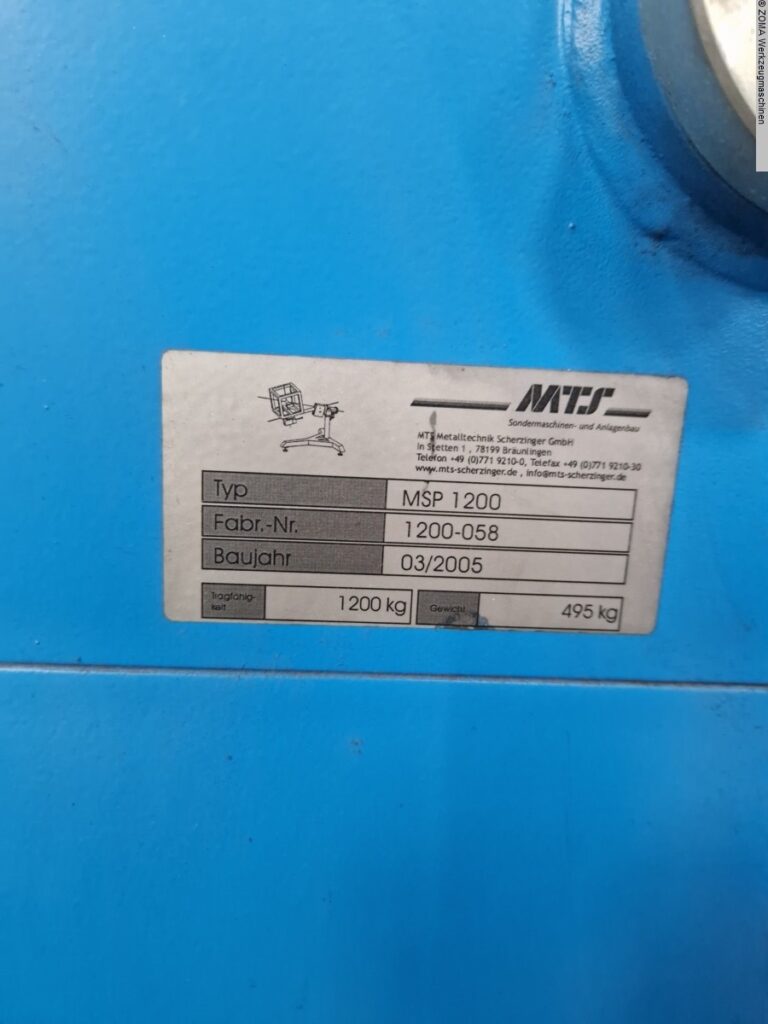 © ZOMA Werkzeugmaschinen
MTS
Sondermaschinen- und Anlagenbau
MTS Metalltechnik Scherzinger GmbH
In Stetten 1 , 78199 Bräunlingen
Telefon +49 (0)771 9210-0, Telefax +49 (0)771 9210-30
www.mts-scherzinger.de , info@mts-scherzinger.de
Typ MSP 1200
Fabr.-Nr. 1200-058
Baujahr 03/2005
Tragfähig-
keit 1200 kg Gewicht 495 kg